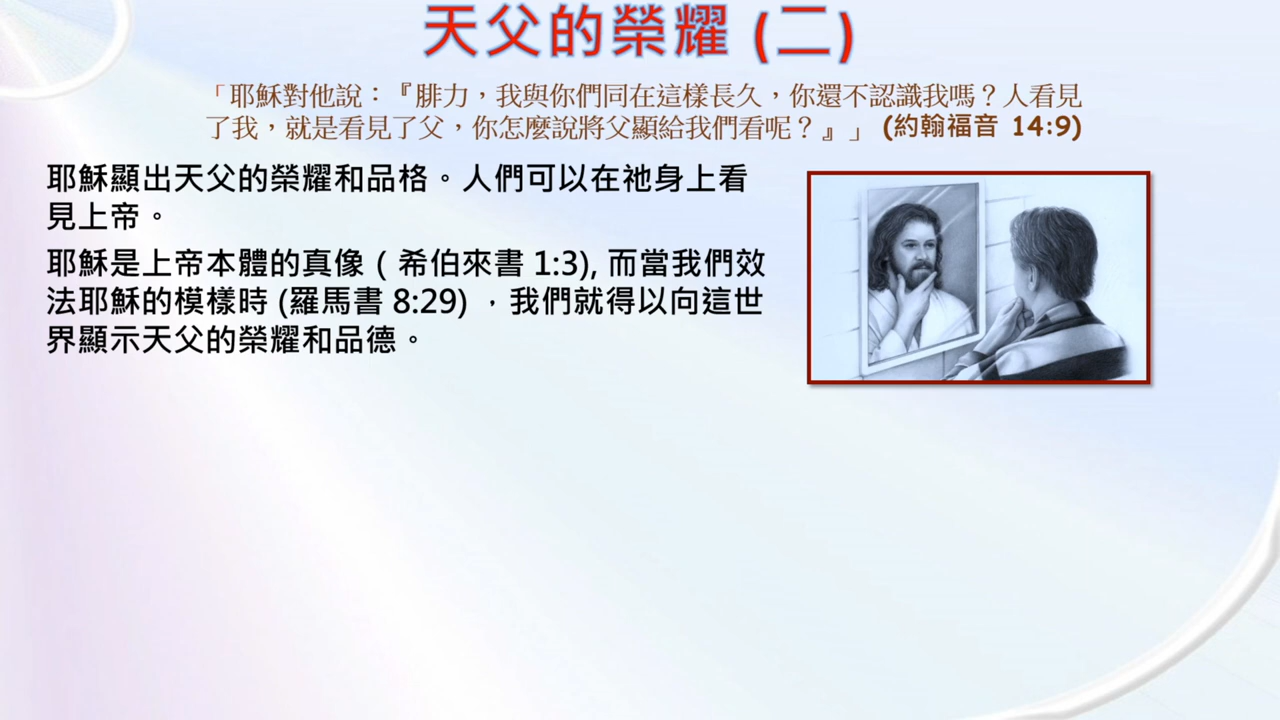 天父的榮耀 (二)
「耶穌對他說：『腓力，我與你們同在這樣長久，你還不認識我嗎？人看見
了我，就是看見了父，你怎麼說將父顯給我們看呢？』」 (約翰福音 14:9)
耶穌顯出天父的榮耀和品格。人們可以在祂身上看
見上帝。
耶穌是上帝本體的真像 ( 希伯來書 1:3), 而當我們效
法耶穌的模樣時 (羅馬書 8:29) ，我們就得以向這世
界顯示天父的榮耀和品德。